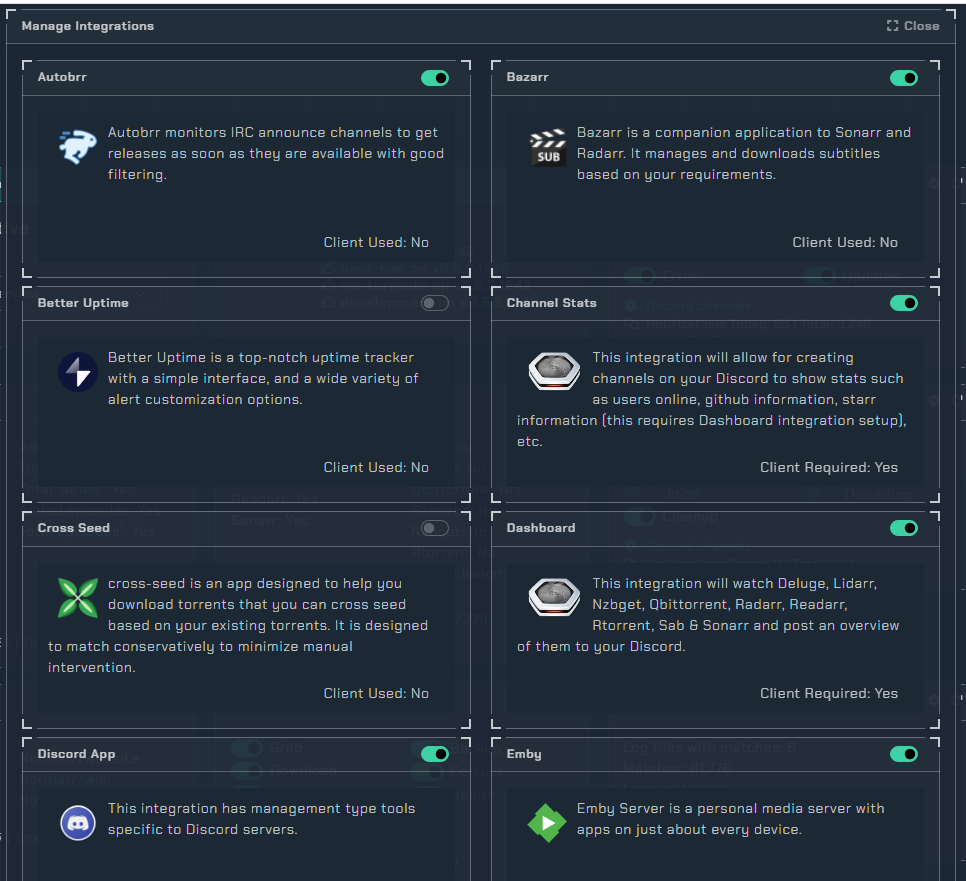 Manage Integrations
Close
Autobrr
Autobrr monitors IRC announce channels to get
releases as soon as they are available with good
filtering.
Client Used: No
Bazarr
SUB
Bazarr is a companion application to Sonarr and
Radarr. It manages and downloads subtitles
based on your requirements.
Client Used: No
Better Uptime
Better Uptime is a top-notch uptime tracker
with a simple interface, and a wide variety of
alert customization options.
Client Used: No
Channel Stats
This integration will allow for creating
channels on your Discord to show stats such
as users online, github information, starr
information (this requires Dashboard integration setup),
etc.
Client Required: Yes
Cross Seed
cross-seed is an app designed to help you
download torrents that you can cross seed
based on your existing torrents. It is designed
to match conservatively to minimize manual
intervention.
Client Used: No
Dashboard
This integration will watch Deluge, Lidarr,
Nzbget, Qbittorrent, Radarr, Readarr,
Rtorrent, Sab & Sonarr and post an overview
of them to your Discord.
Client Required: Yes
Discord App
This integration has management type tools
specific to Discord servers.
Emby
Emby Server is a personal media server with
apps on just about every device.